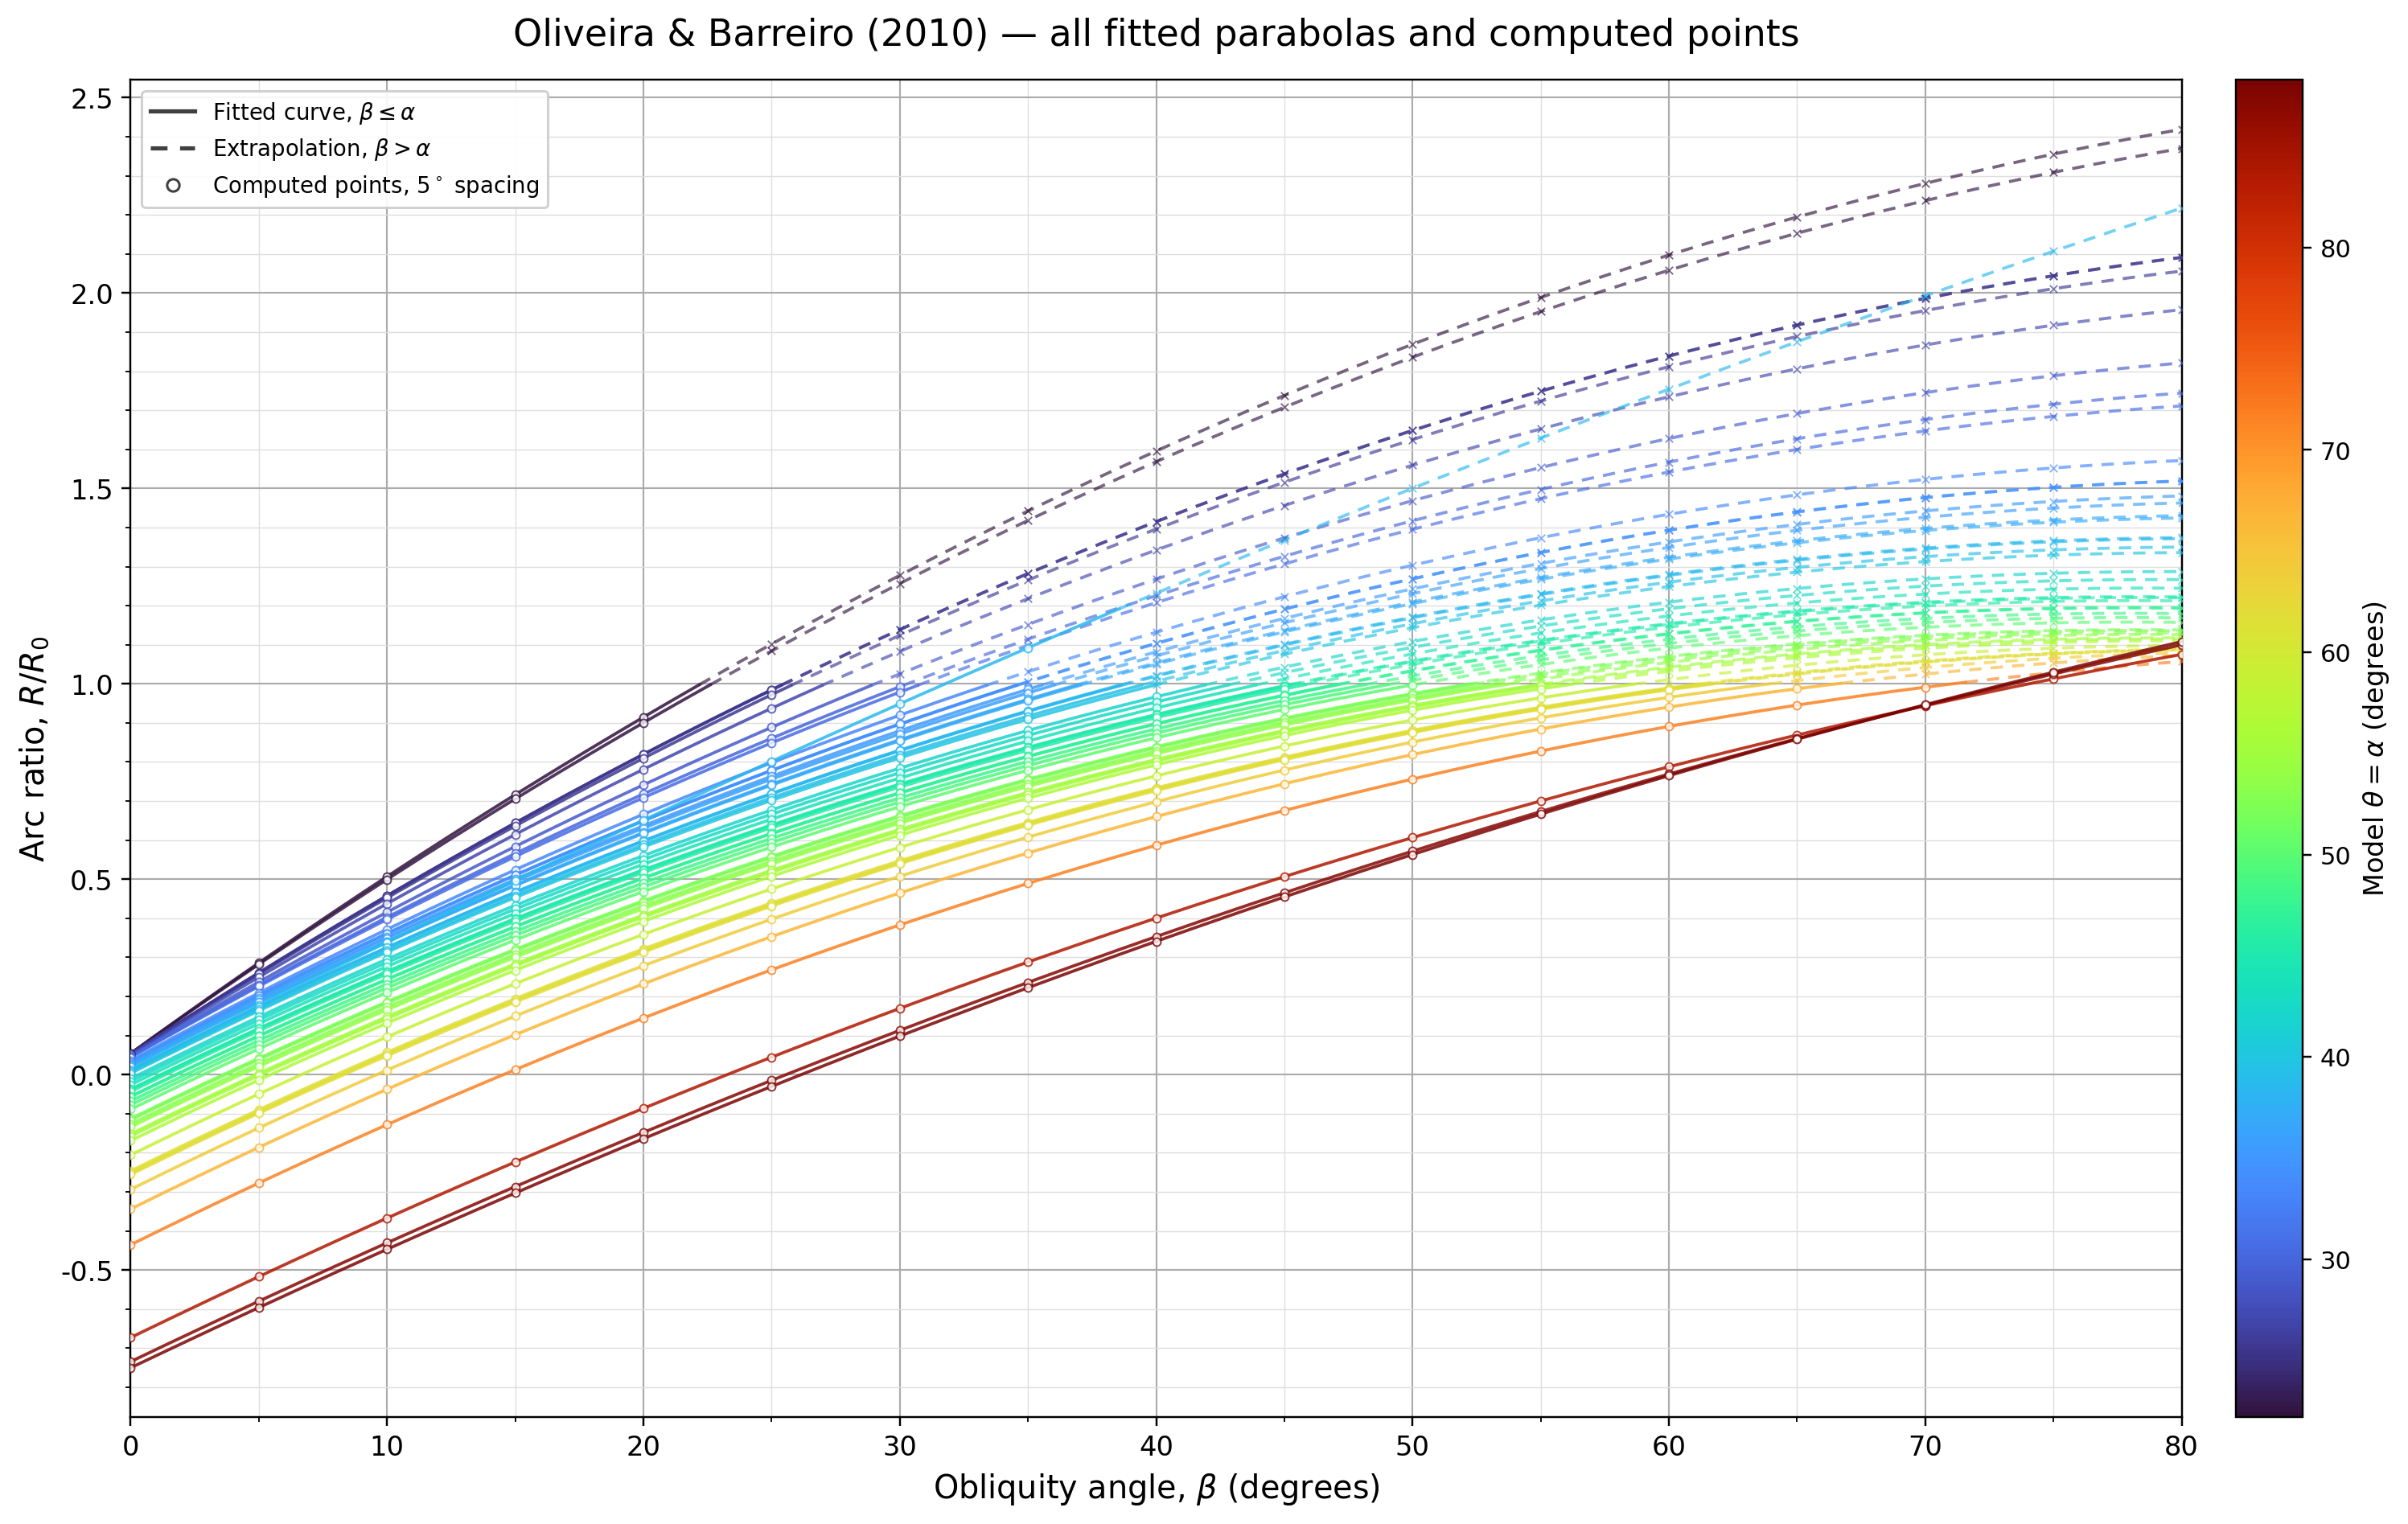 Oliveira & Barreiro (2010) — all fitted parabolas and computed points
Fitted curve, β ≤ α
Extrapolation, β > α
Computed points, 5° spacing
2.5
2.0
1.5
1.0
0.5
0.0
-0.5
Arc ratio, R/R₀
0 10 20 30 40 50 60 70 80
Obliquity angle, β (degrees)
80
70
60
50
40
30
Model θ = α (degrees)